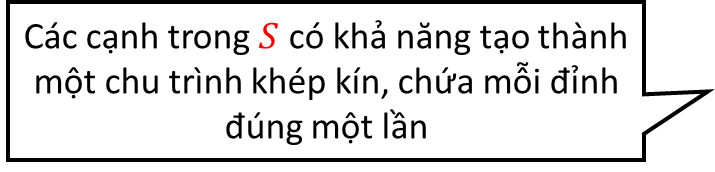 Các cạnh trong S có khả năng tạo thành
một chu trình khép kín, chứa mỗi đỉnh
đúng một lần